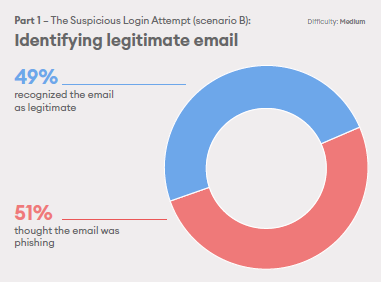 Part 1 – The Suspicious Login Attempt (scenario B):
Difficulty: Medium
Identifying legitimate email
49%
recognized the email
as legitimate
51%
thought the email was
phishing